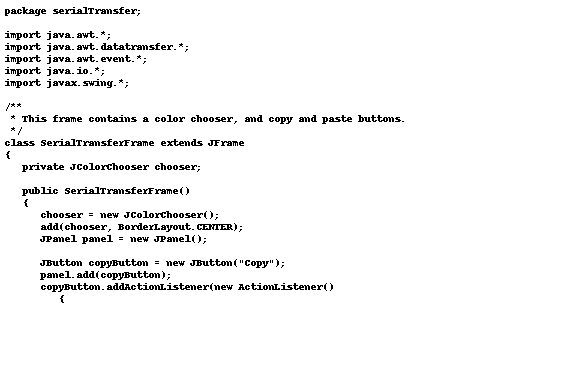 package serialTransfer;
import java.awt.*;
import java.awt.datatransfer.*;
import java.awt.event.*;
import java.io.*;
import javax.swing.*;
/**
 * This frame contains a color chooser, and copy and paste buttons.
 */
class SerialTransferFrame extends JFrame
{
   private JColorChooser chooser;
   public SerialTransferFrame()
   {
      chooser = new JColorChooser();
      add(chooser, BorderLayout.CENTER);
      JPanel panel = new JPanel();
      JButton copyButton = new JButton("Copy");
      panel.add(copyButton);
      copyButton.addActionListener(new ActionListener()
         {